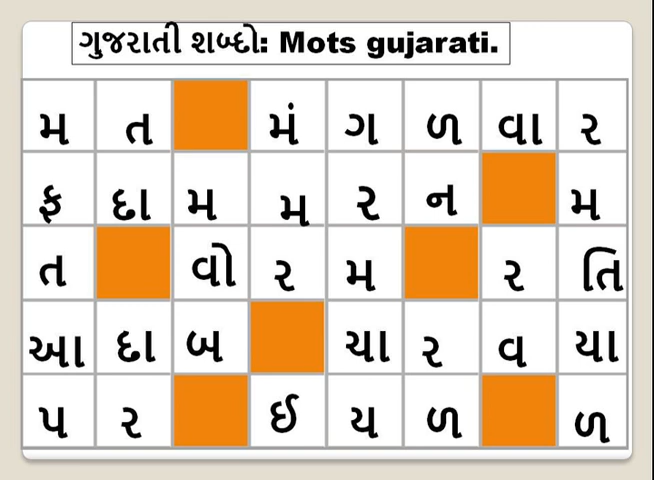 ગુજરાતી શબ્દો: Mots gujarati.
મ ત મં ગ ળ વા ર
ફ દા મ મ ર ન મ
ત વો ર મ ર તિ
આ દા બ ચા ર વ યા
પ ર ઈ ય ળ ળ